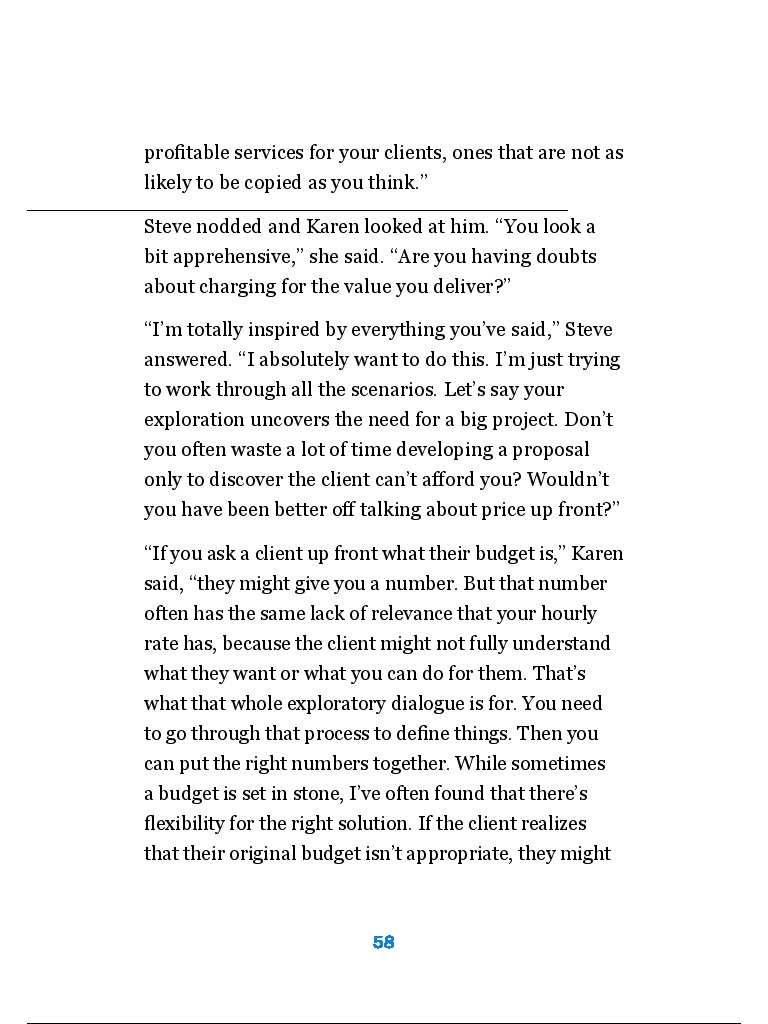 profitable services for your clients, ones that are not as
likely to be copied as you think.”
Steve nodded and Karen looked at him. “You look a
bit apprehensive,” she said. “Are you having doubts
about charging for the value you deliver?”
“I’m totally inspired by everything you’ve said,” Steve
answered. “I absolutely want to do this. I’m just trying
to work through all the scenarios. Let’s say your
exploration uncovers the need for a big project. Don’t
you often waste a lot of time developing a proposal
only to discover the client can’t afford you? Wouldn’t
you have been better off talking about price up front?”
“If you ask a client up front what their budget is,” Karen
said, “they might give you a number. But that number
often has the same lack of relevance that your hourly
rate has, because the client might not fully understand
what they want or what you can do for them. That’s
what that whole exploratory dialogue is for. You need
to go through that process to define things. Then you
can put the right numbers together. While sometimes
a budget is set in stone, I’ve often found that there’s
flexibility for the right solution. If the client realizes
that their original budget isn’t appropriate, they might
58